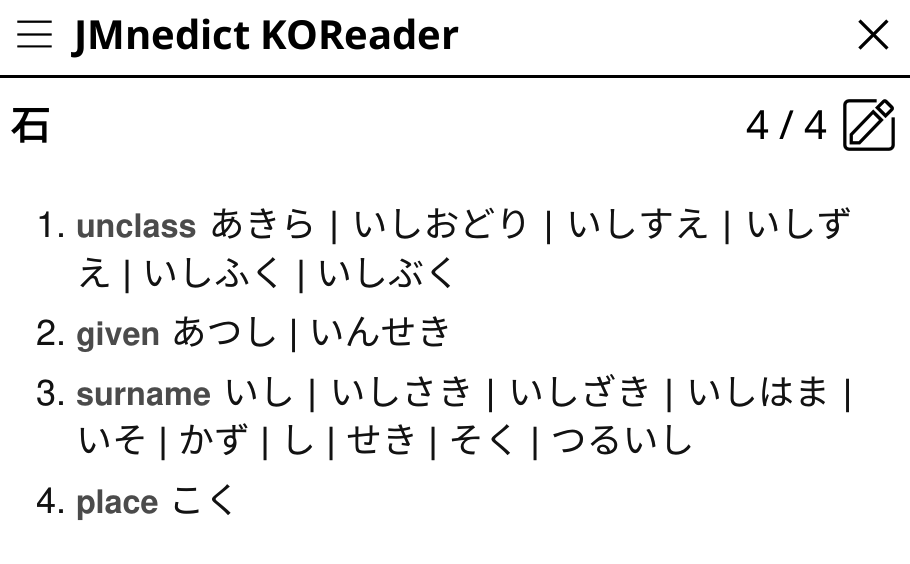 JMnedict KOReader
石 4 / 4
1. unclass あきら | いしおどり | いしすえ | いしず
え | いしふく | いしぶく
2. given あつし | いんせき
3. surname いし | いしさき | いしざき | いしはま |
いそ | かず | し | せき | そく | つるいし
4. place こく